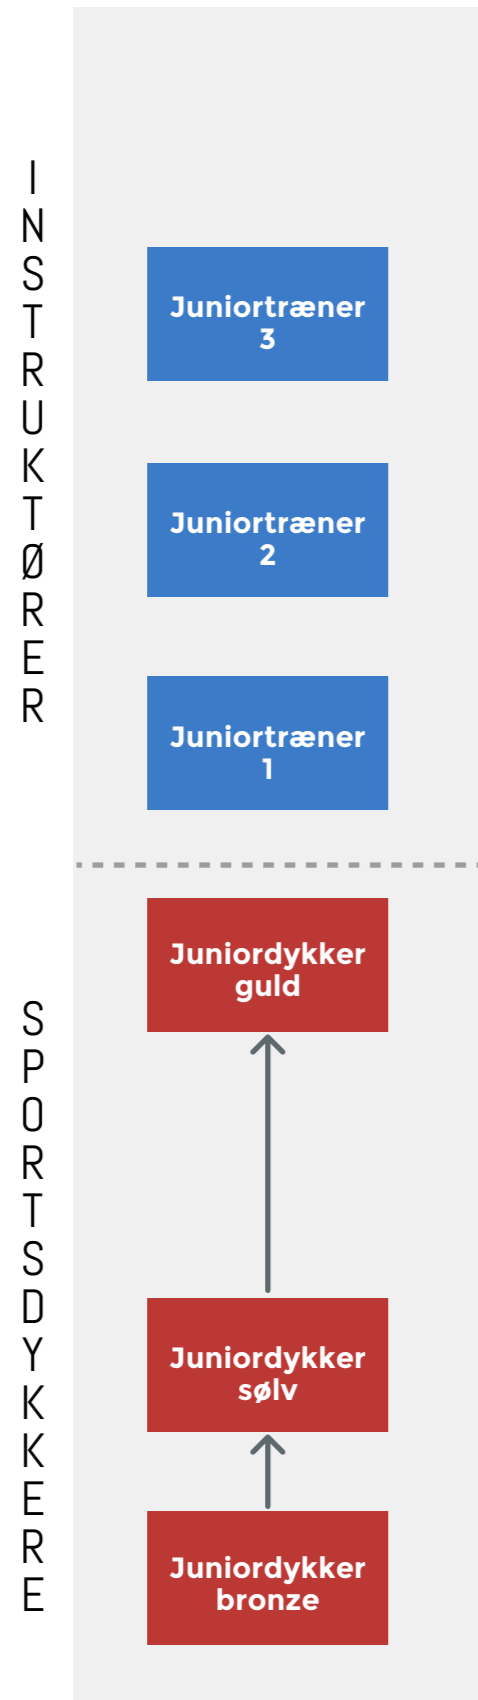 INSTRUKTØRER
Juniortræner
3
Juniortræner
2
Juniortræner
1
SPORTSDYKKERE
Juniordykker
guld
Juniordykker
sølv
Juniordykker
bronze